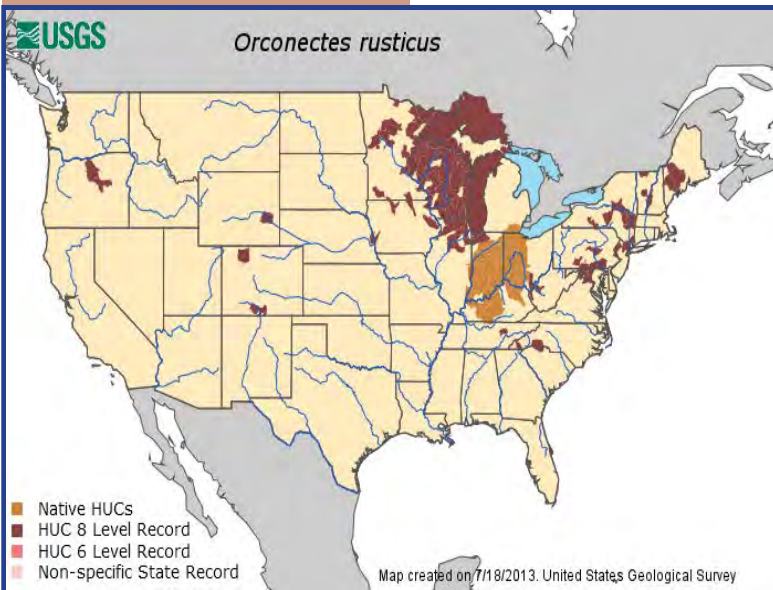 USGS
Orconectes rusticus
Native HUCs
HUC 8 Level Record
HUC 6 Level Record
Non-specific State Record
Map created on 7/18/2013. United States Geological Survey